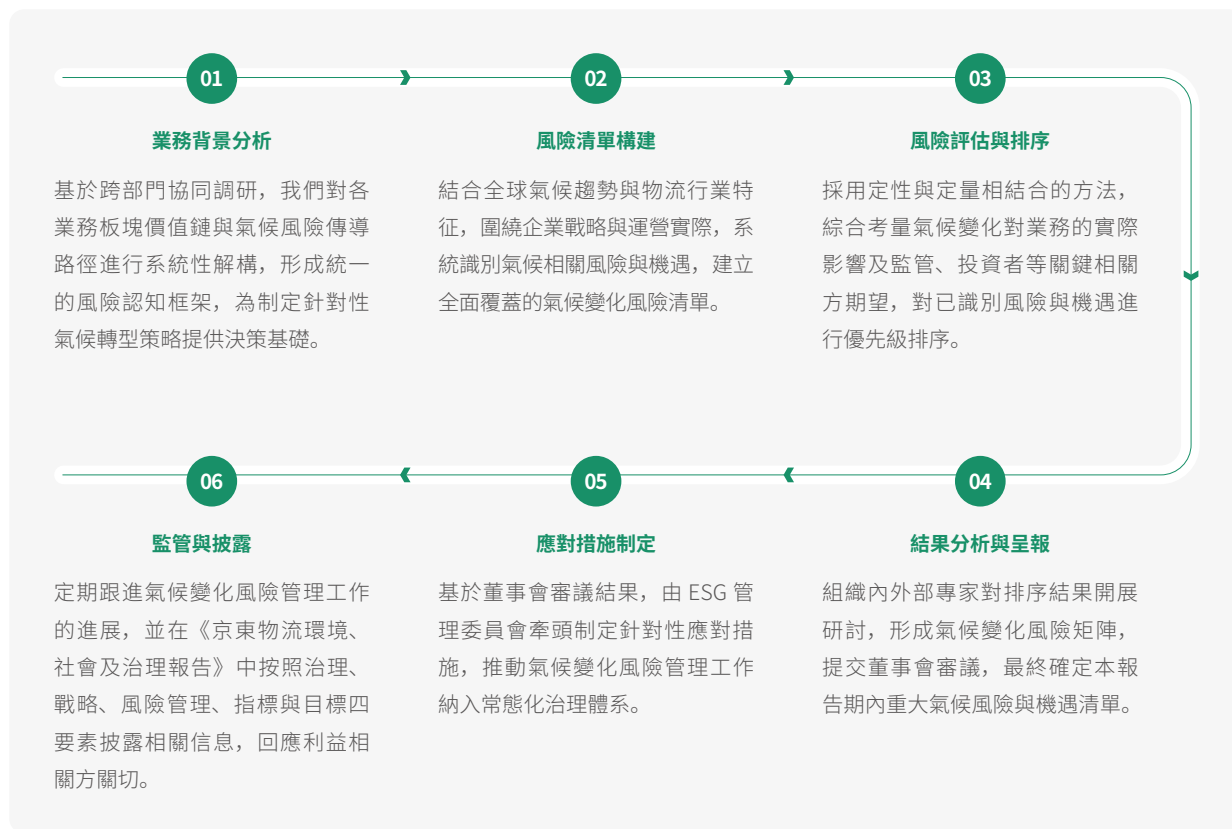 01
業務背景分析
基於跨部門協同調研，我們對各
業務板塊價值鏈與氣候風險傳導
路徑進行系統性解構，形成統一
的風險認知框架，為制定針對性
氣候轉型策略提供決策基礎。
02
風險清單構建
結合全球氣候趨勢與物流行業特
征，圍繞企業戰略與運營實際，系
統識別氣候相關風險與機遇，建立
全面覆蓋的氣候變化風險清單。
03
風險評估與排序
採用定性與定量相結合的方法，
綜合考量氣候變化對業務的實際
影響及監管、投資者等關鍵相關
方期望，對已識別風險與機遇進
行優先級排序。
04
結果分析與呈報
組織內外部專家對排序結果開展
研討，形成氣候變化風險矩陣，
提交董事會審議，最終確定本報
告期內重大氣候風險與機遇清單。
05
應對措施制定
基於董事會審議結果，由 ESG 管
理委員會牽頭制定針對性應對措
施，推動氣候變化風險管理工作
納入常態化治理體系。
06
監管與披露
定期跟進氣候變化風險管理工作
的進展，並在《京東物流環境、
社會及治理報告》中按照治理、
戰略、風險管理、指標與目標四
要素披露相關信息，回應利益相
關方關切。